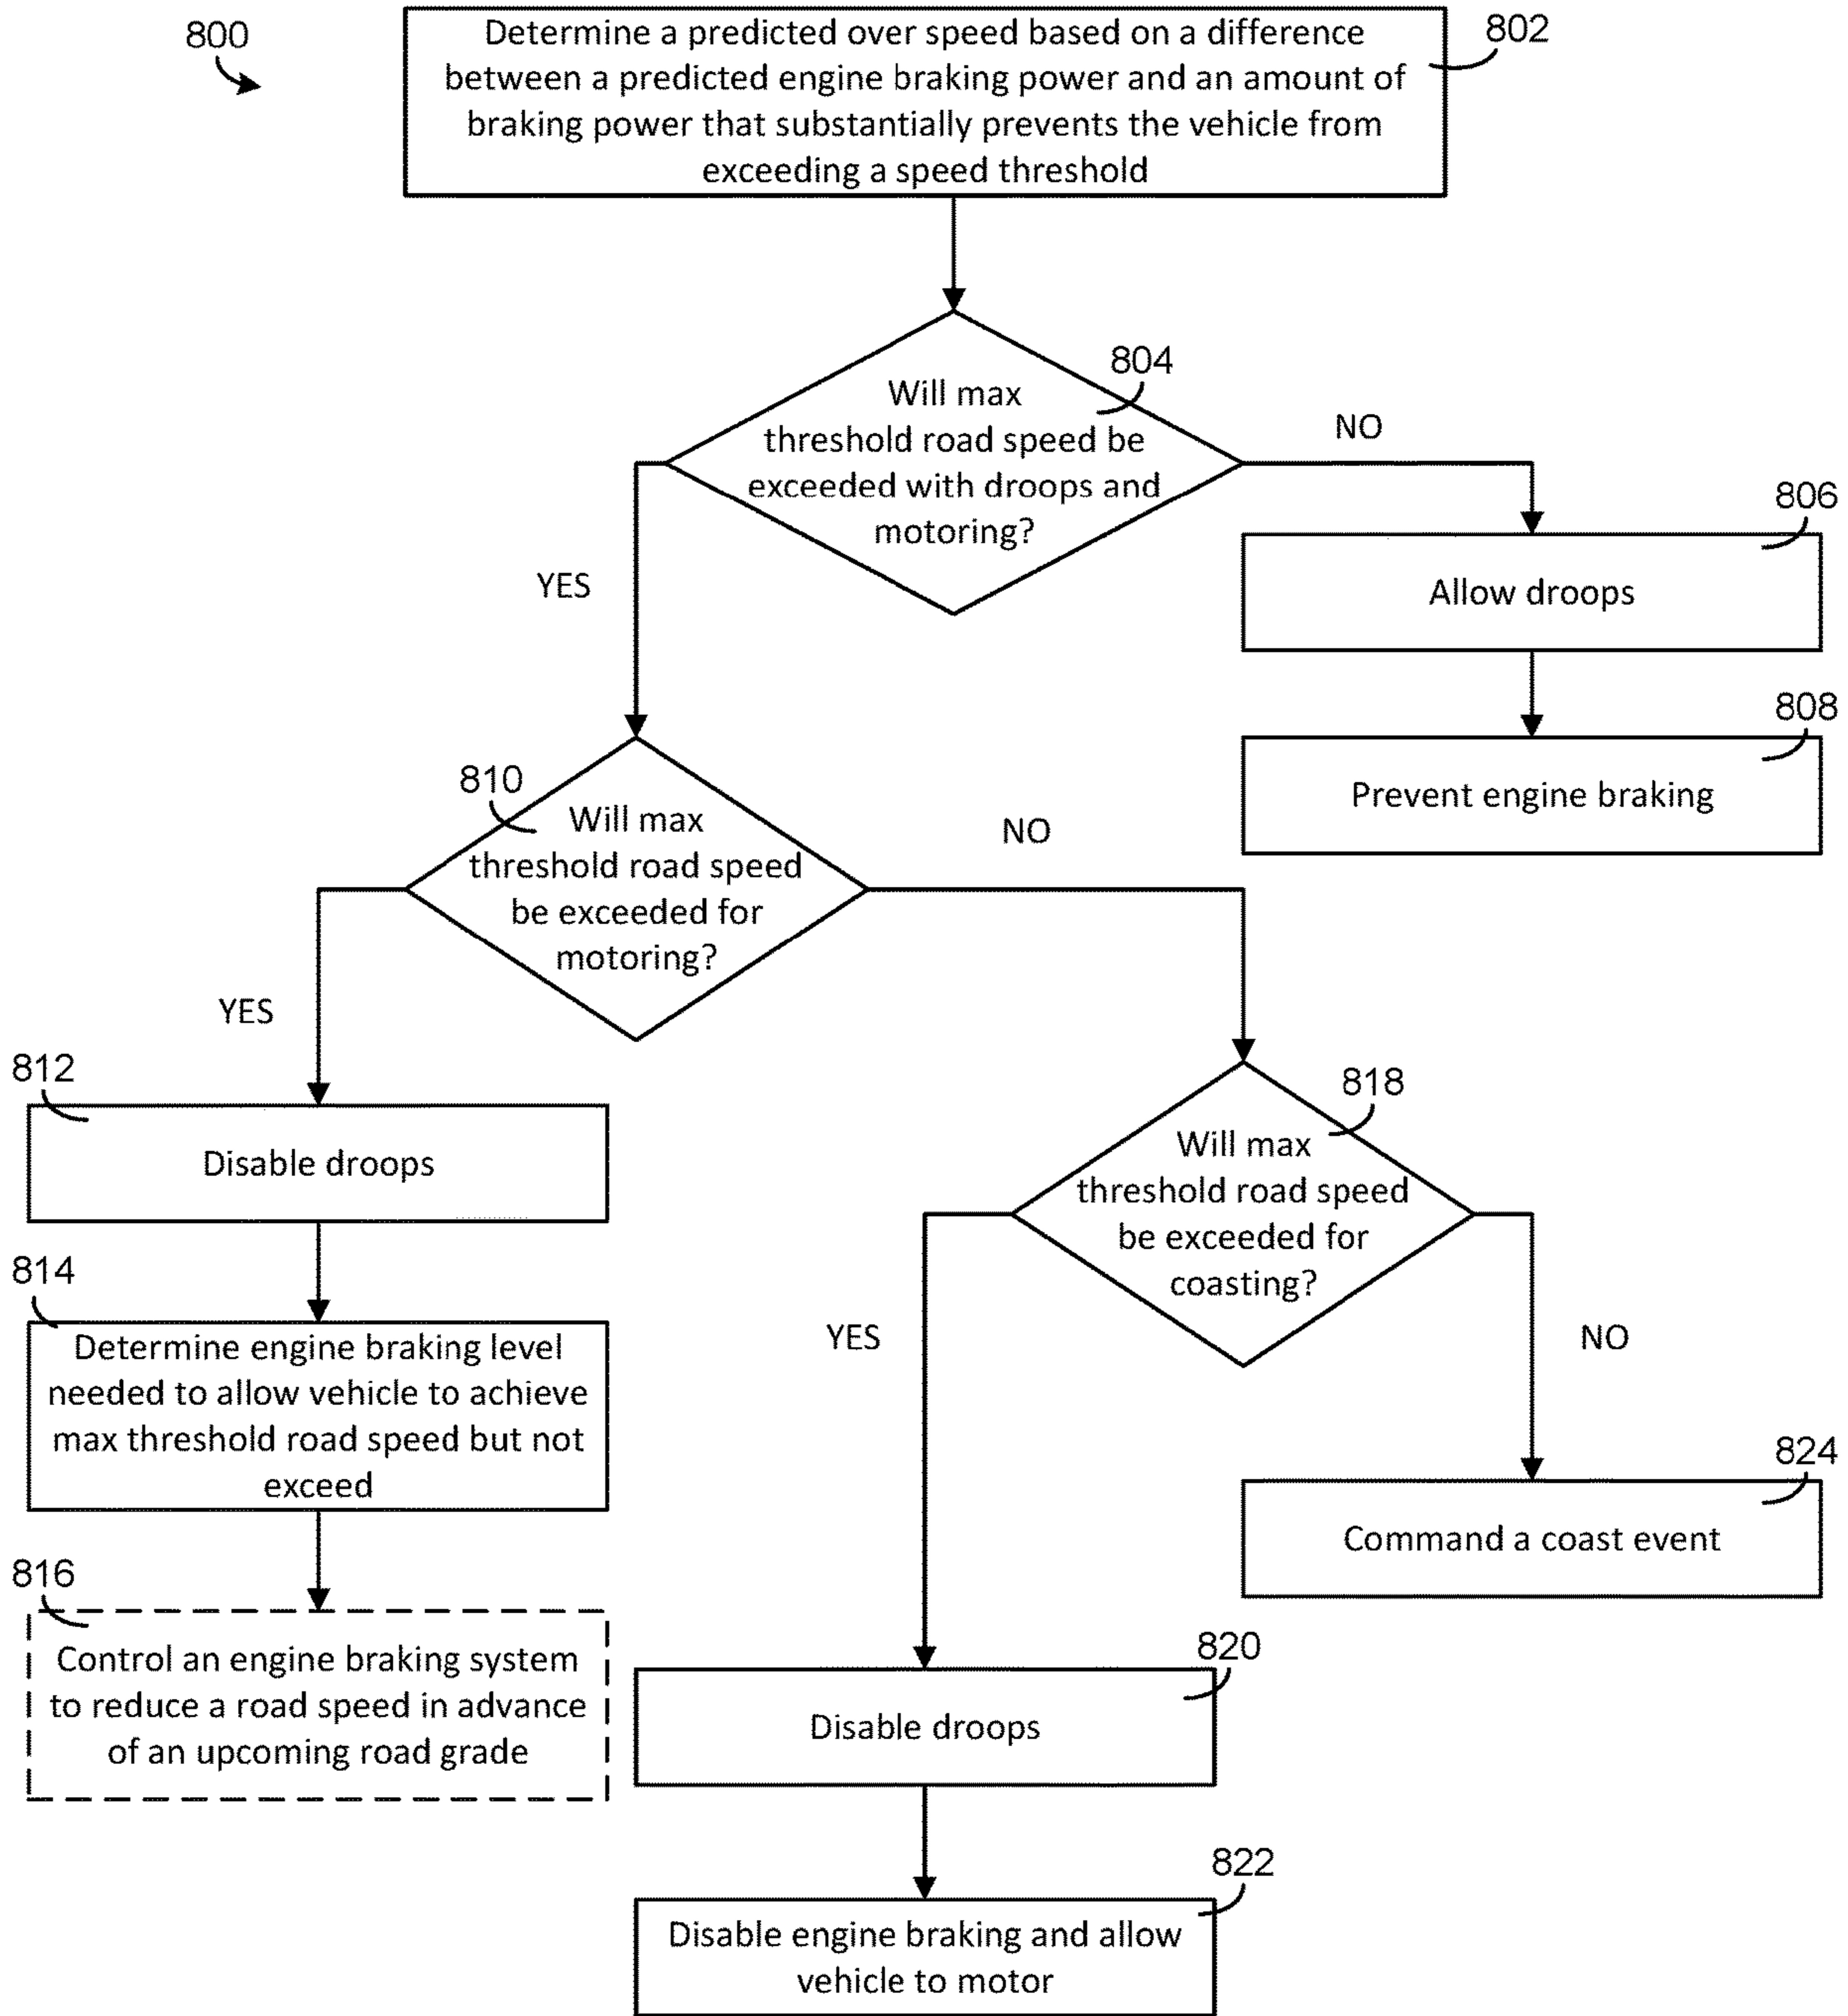 800
802
Determine a predicted over speed based on a difference
between a predicted engine braking power and an amount of
braking power that substantially prevents the vehicle from
exceeding a speed threshold
804
Will max
threshold road speed be
exceeded with droops and
motoring?
NO
YES
806
Allow droops
808
Prevent engine braking
810
Will max
threshold road speed
be exceeded for
motoring?
NO
YES
812
Disable droops
814
Determine engine braking level
needed to allow vehicle to achieve
max threshold road speed but not
exceed
816
Control an engine braking system
to reduce a road speed in advance
of an upcoming road grade
818
Will max
threshold road speed
be exceeded for
coasting?
YES
NO
820
Disable droops
822
Disable engine braking and allow
vehicle to motor
824
Command a coast event